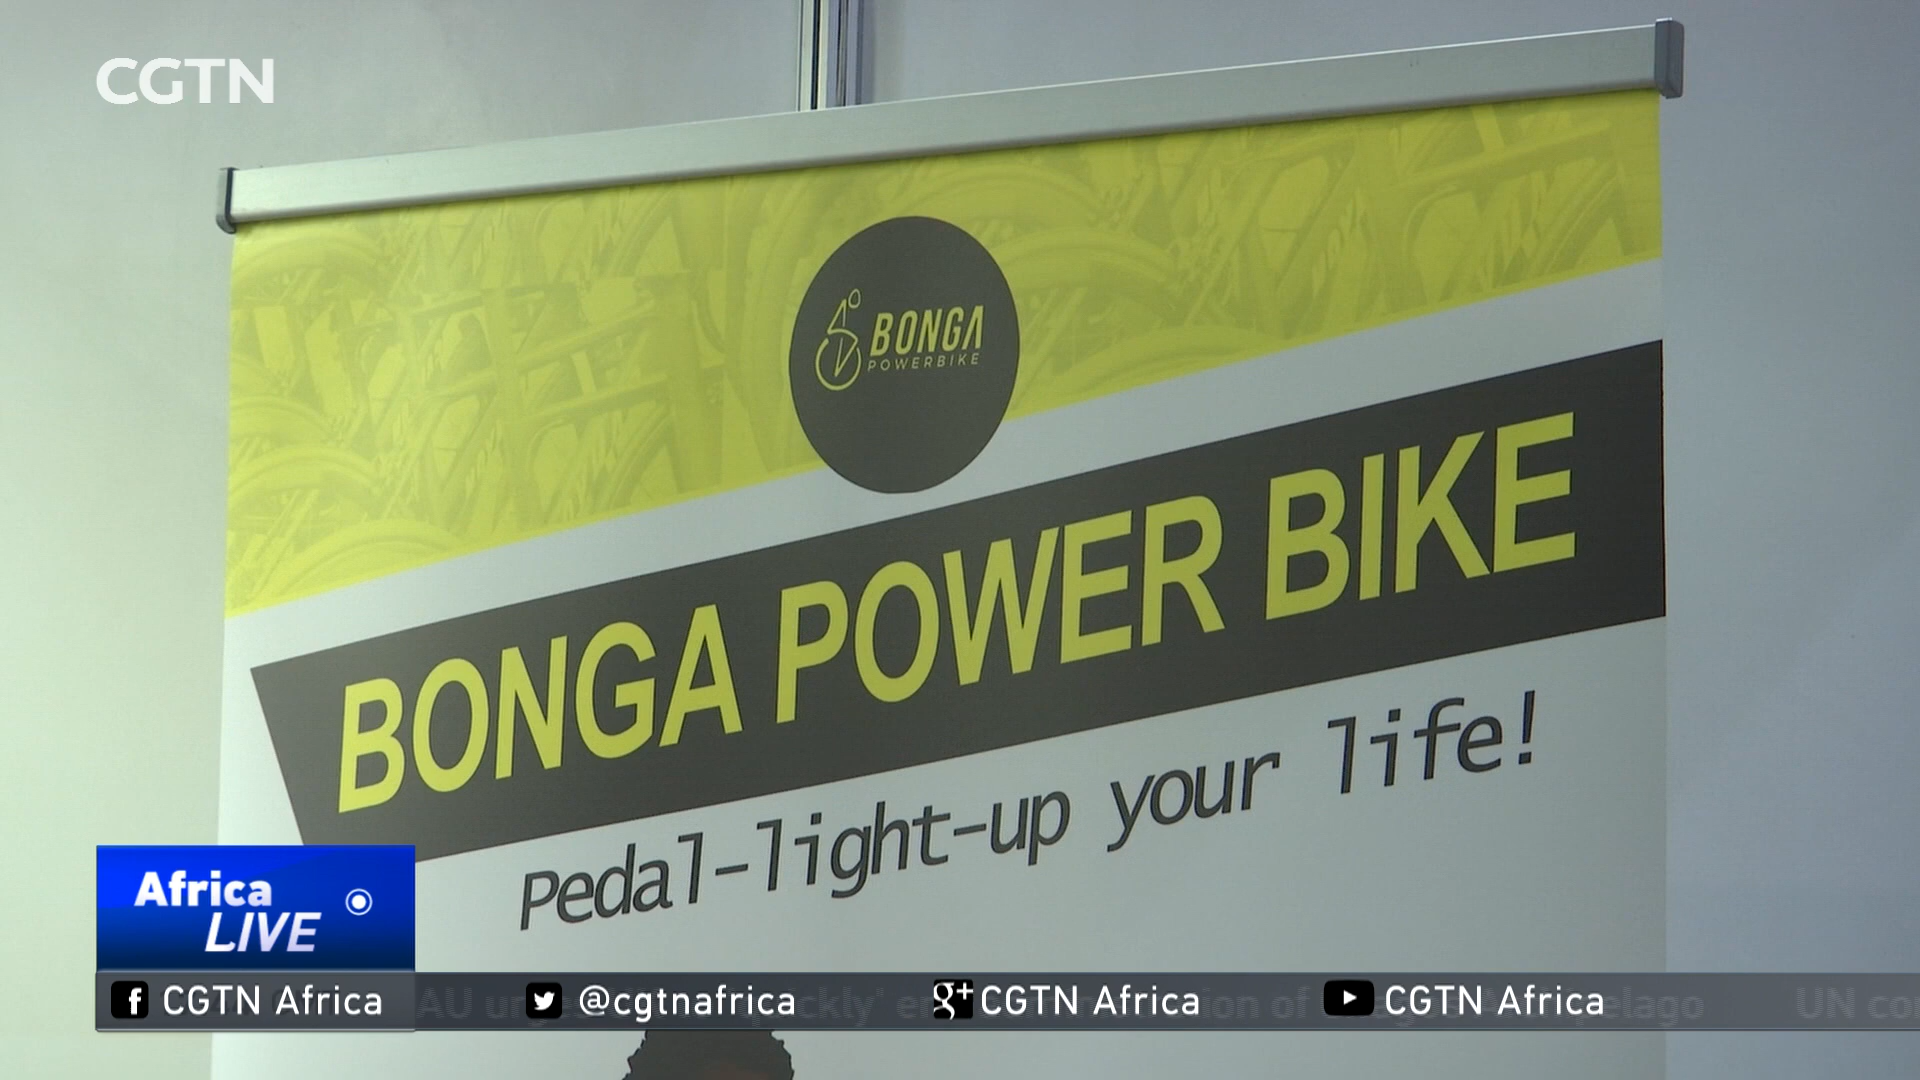 CGTN
BONGA
POWERBIKE
BONGA POWER BIKE
Pedal-light-up your life!
Africa
LIVE
CGTN Africa
@cgtnafrica
g+ CGTN Africa
CGTN Africa